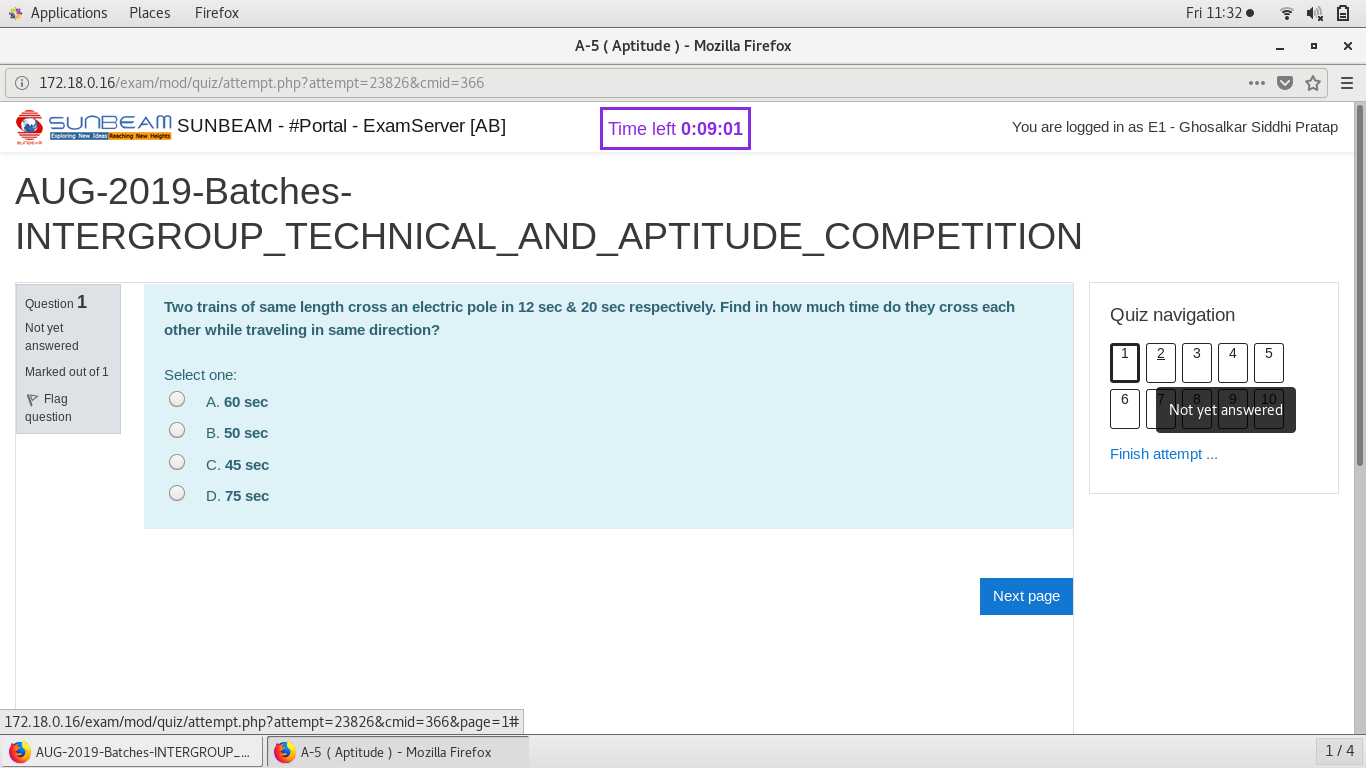 Applications Places Firefox Fri 11:32
A-5 ( Aptitude ) - Mozilla Firefox
172.18.0.16/exam/mod/quiz/attempt.php?attempt=23826&cmid=366
SUNBEAM
Exploring New Ideas Reaching New Heights
SUNBEAM
SUNBEAM - #Portal - ExamServer [AB]
Time left 0:09:01
You are logged in as E1 - Ghosalkar Siddhi Pratap
AUG-2019-Batches-
INTERGROUP_TECHNICAL_AND_APTITUDE_COMPETITION
Question 1
Not yet
answered
Marked out of 1
Flag
question
Two trains of same length cross an electric pole in 12 sec & 20 sec respectively. Find in how much time do they cross each
other while traveling in same direction?
Select one:
A. 60 sec
B. 50 sec
C. 45 sec
D. 75 sec
Next page
Quiz navigation
1 2 3 4 5
6 7 8 9 10
Not yet answered
Finish attempt ...
172.18.0.16/exam/mod/quiz/attempt.php?attempt=23826&cmid=366&page=1#
AUG-2019-Batches-INTERGROUP_... A-5 ( Aptitude ) - Mozilla Firefox 1 / 4